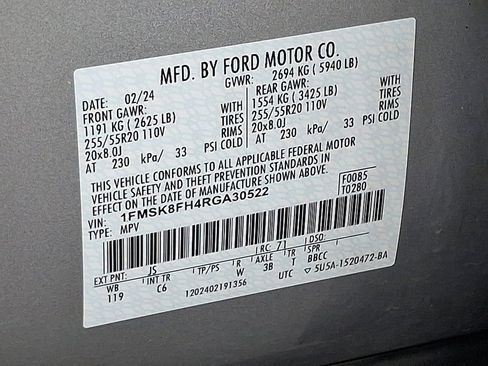 MFD. BY FORD MOTOR CO.
DATE: 02/24 GVWR: 2694 KG ( 5940 LB)
FRONT GAWR: WITH REAR GAWR: WITH
1191 KG ( 2625 LB) TIRES 1554 KG ( 3425 LB) TIRES
255/55R20 110V RIMS 255/55R20 110V RIMS
20x8.0J 20x8.0J
AT 230 kPa/ 33 PSI COLD AT 230 kPa/ 33 PSI COLD
THIS VEHICLE CONFORMS TO ALL APPLICABLE FEDERAL MOTOR
VEHICLE SAFETY AND THEFT PREVENTION STANDARDS IN
EFFECT ON THE DATE OF MANUFACTURE SHOWN ABOVE.
VIN: 1FMSK8FH4RGA30522 F0085
TYPE: MPV T0280
EXT PNT: JS RC: 71 DSO:
WB INT TR TP/PS R AXLE TR SPR
119 C6 W 3B T BBCC
1202402191356 UTC ▽5U5A-1520472-BA